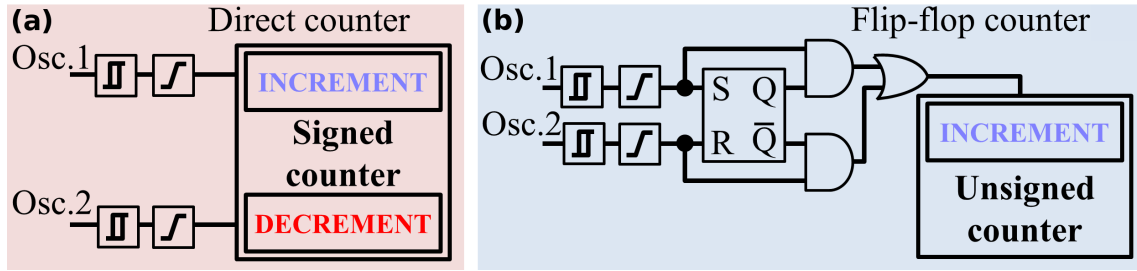 (a) Direct counter
Osc.1
INCREMENT
Signed
counter
Osc.2
DECREMENT
(b) Flip-flop counter
Osc.1
S Q
Osc.2
R Q̅
INCREMENT
Unsigned
counter